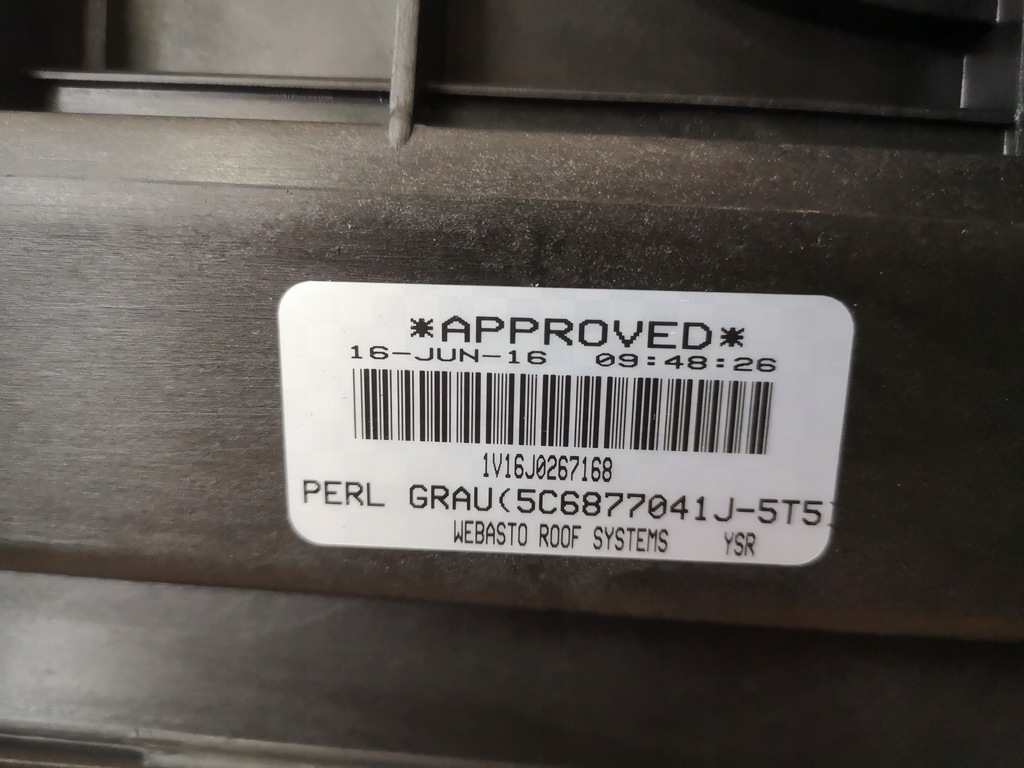 *APPROVED*
16-JUN-16 09:48:26
1V16J0267168
PERL GRAU(5C6877041J-5T5)
WEBASTO ROOF SYSTEMS YSR